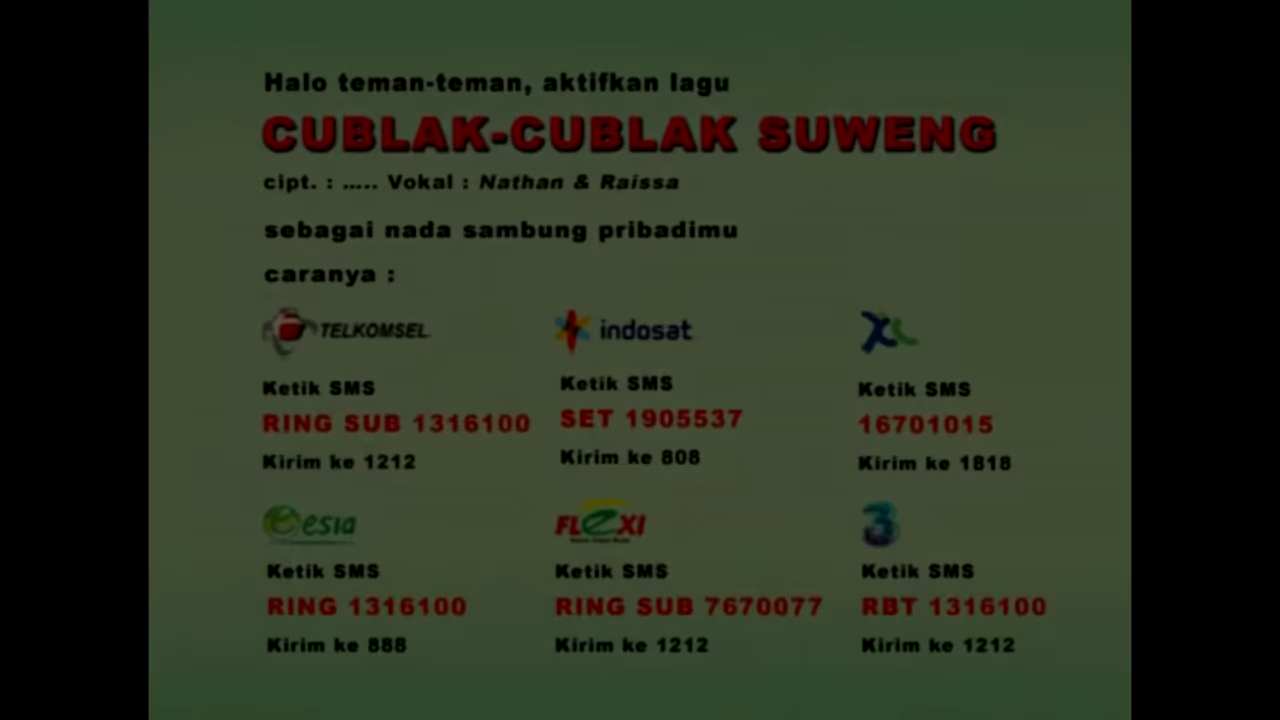 Halo teman-teman, aktifkan lagu
CUBLAK-CUBLAK SUWENG
cipt. : ..... Vokal : Nathan & Raissa
sebagai nada sambung pribadimu
caranya :
TELKOMSEL
Ketik SMS
RING SUB 1316100
Kirim ke 1212
indosat
Ketik SMS
SET 1905537
Kirim ke 808
XL
Ketik SMS
16701015
Kirim ke 1818
esia
Ketik SMS
RING 1316100
Kirim ke 888
FLEXI
Ketik SMS
RING SUB 7670077
Kirim ke 1212
3
Ketik SMS
RBT 1316100
Kirim ke 1212